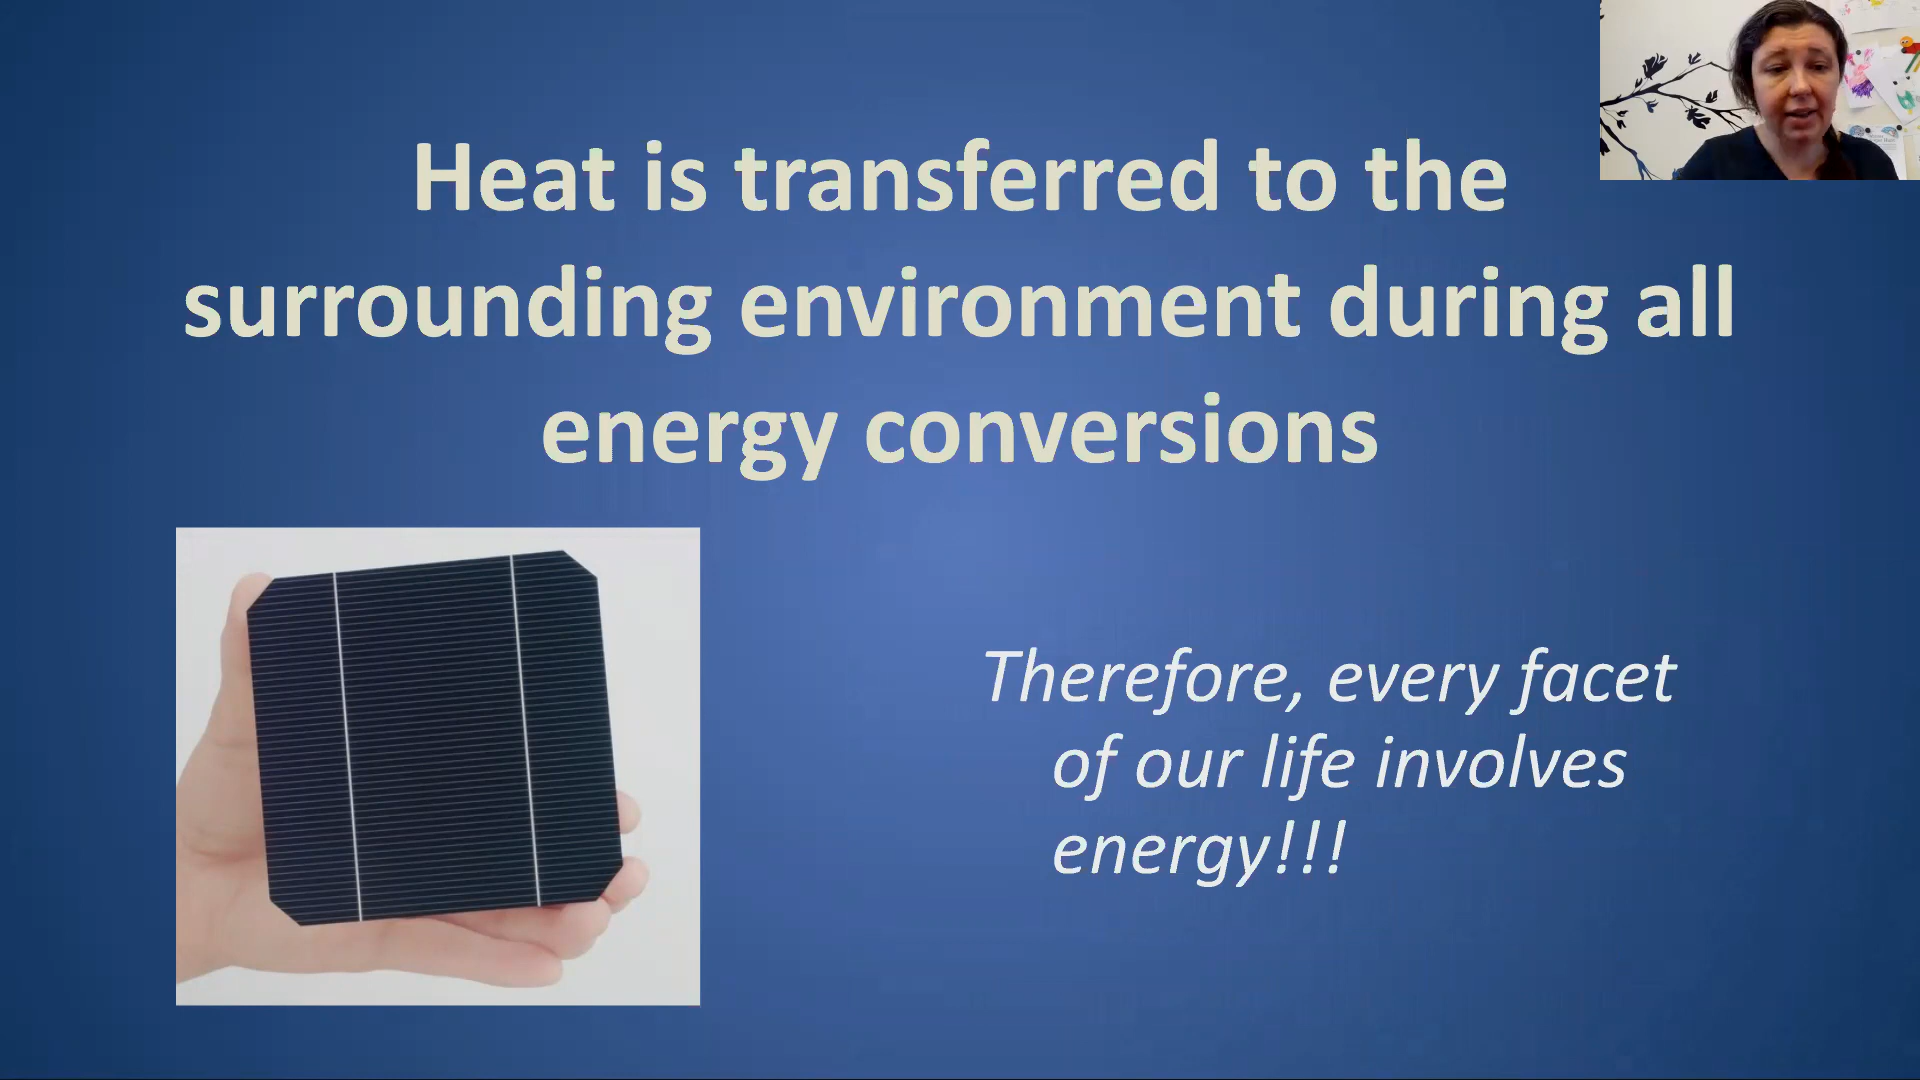 Heat is transferred to the
surrounding environment during all
energy conversions
Therefore, every facet
of our life involves
energy!!!